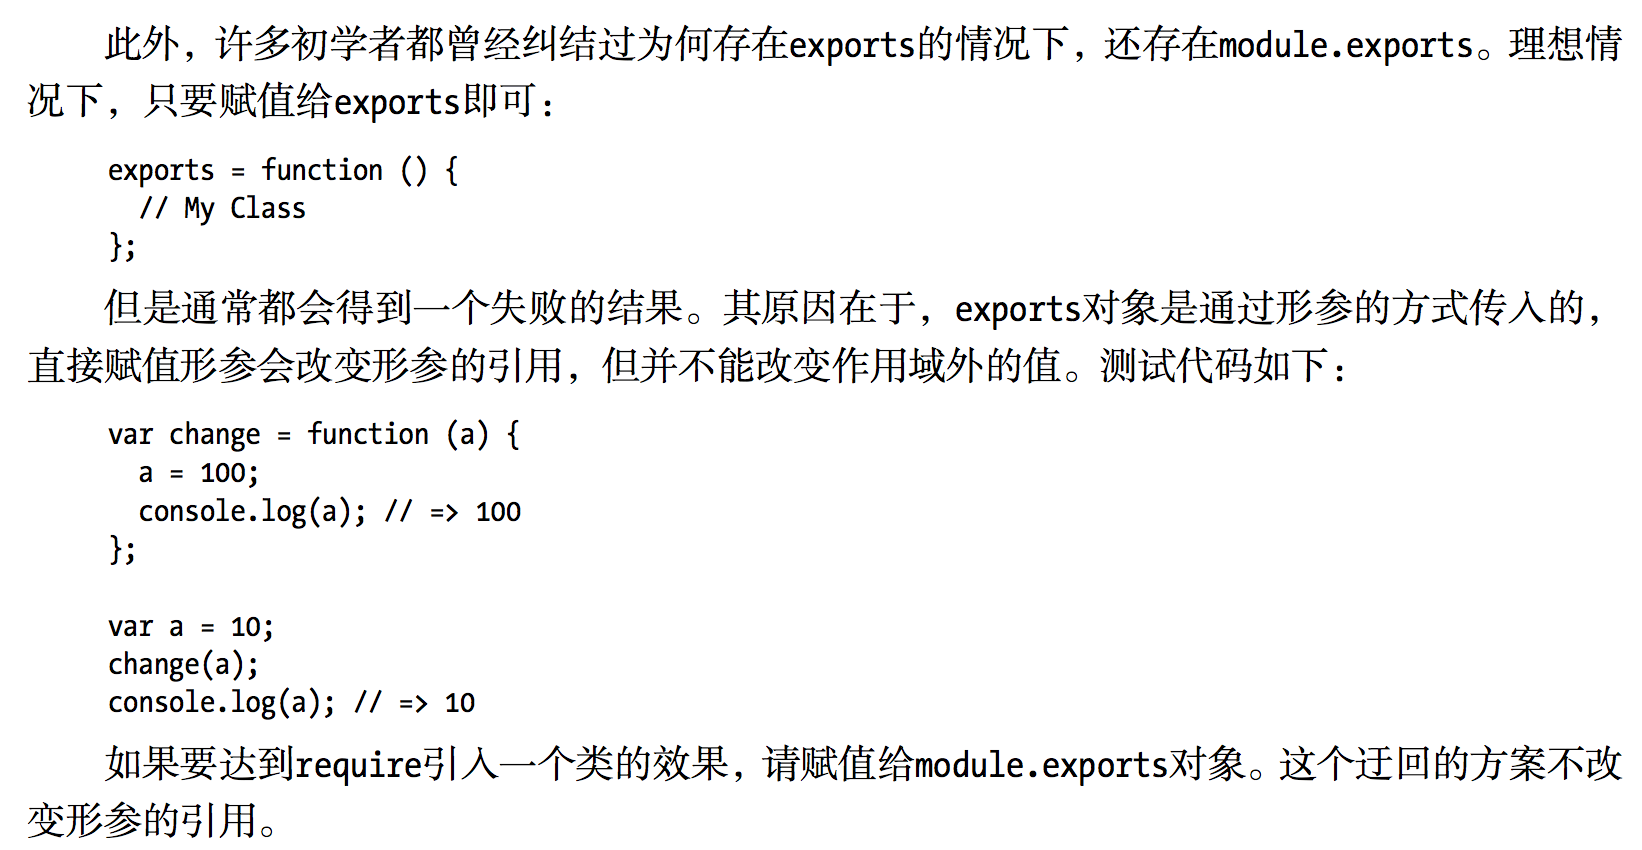 此外，许多初学者都曾经纠结过为何存在exports的情况下，还存在module.exports。理想情
况下，只要赋值给exports即可：
exports = function () {
  // My Class
};
但是通常都会得到一个失败的结果。其原因在于，exports对象是通过形参的方式传入的，
直接赋值形参会改变形参的引用，但并不能改变作用域外的值。测试代码如下：
var change = function (a) {
  a = 100;
  console.log(a); // => 100
};
var a = 10;
change(a);
console.log(a); // => 10
如果要达到require引入一个类的效果，请赋值给module.exports对象。这个迂回的方案不改
变形参的引用。